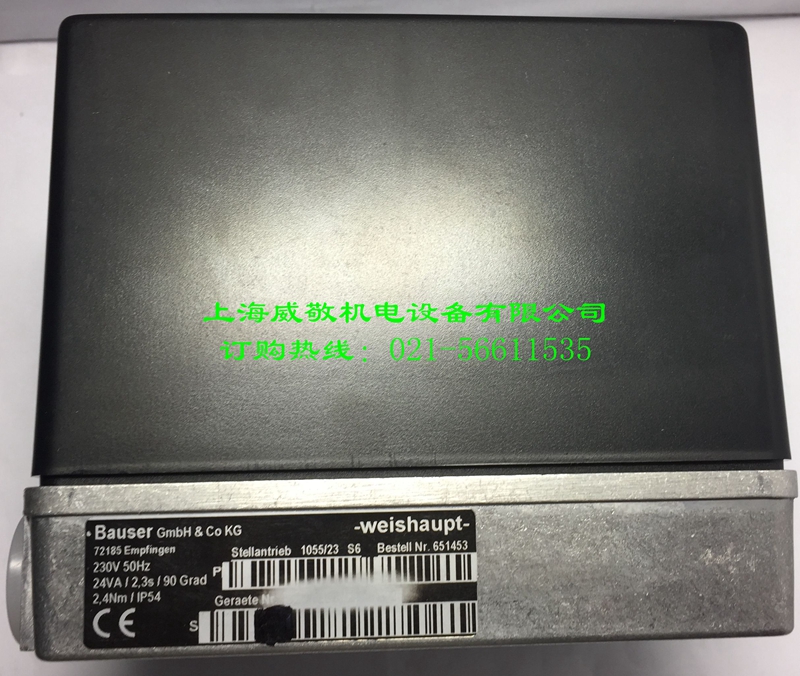 上海威敬机电设备有限公司
订购热线：021-56611535
Bauser GmbH & Co KG
-weishaupt-
72185 Empfingen
Stellantrieb 1055/23 S6 Bestell Nr. 651453
230V 50Hz
24VA / 2,3s / 90 Grad
P
2,4Nm / IP54
Geraete Nr
CE
S